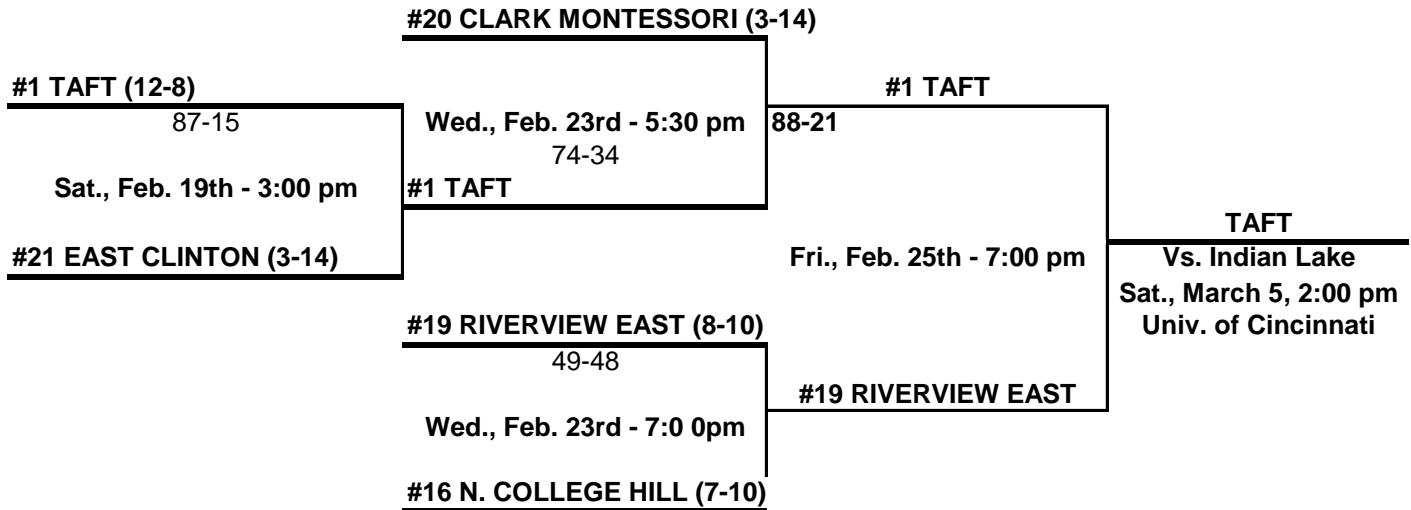 #20 CLARK MONTESSORI (3-14)
#1 TAFT (12-8)
#1 TAFT
87-15
Wed., Feb. 23rd - 5:30 pm
88-21
74-34
Sat., Feb. 19th - 3:00 pm
#1 TAFT
TAFT
#21 EAST CLINTON (3-14)
Fri., Feb. 25th - 7:00 pm
Vs. Indian Lake
Sat., March 5, 2:00 pm
#19 RIVERVIEW EAST (8-10)
Univ. of Cincinnati
49-48
#19 RIVERVIEW EAST
Wed., Feb. 23rd - 7:0 0pm
#16 N. COLLEGE HILL (7-10)